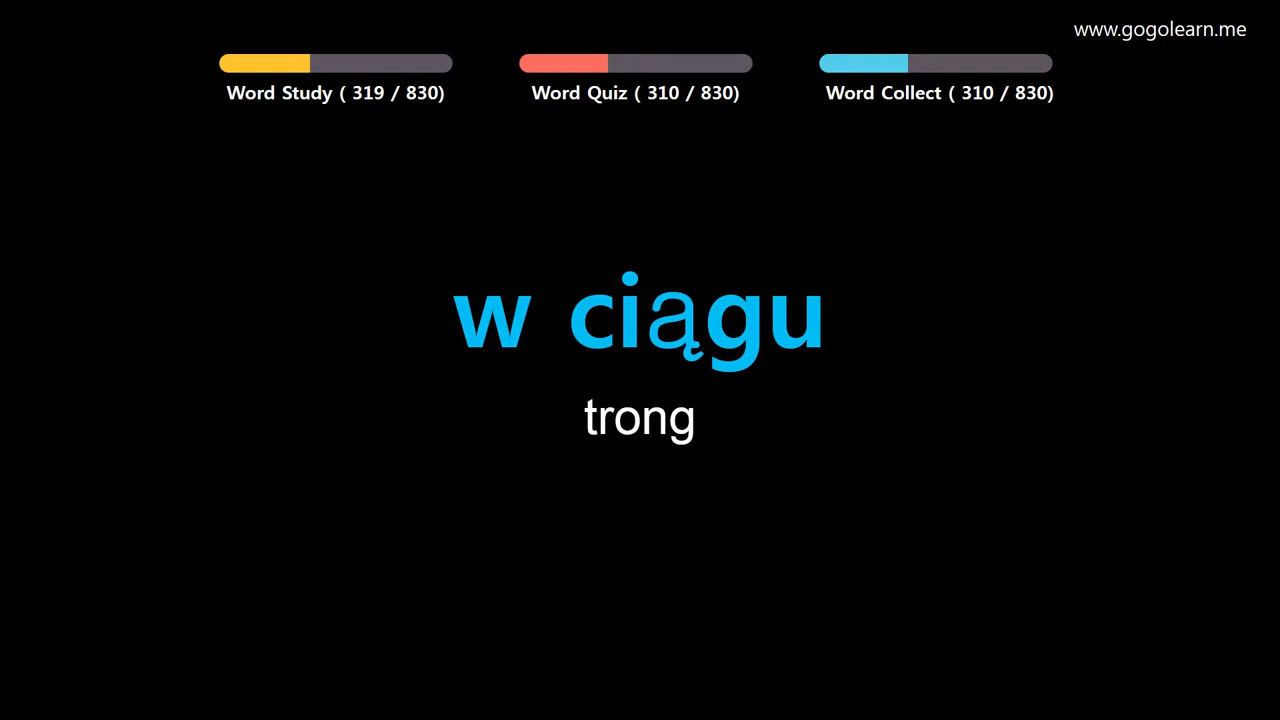 www.gogolearn.me
Word Study ( 319 / 830)
Word Quiz ( 310 / 830)
Word Collect ( 310 / 830)
w ciągu
trong